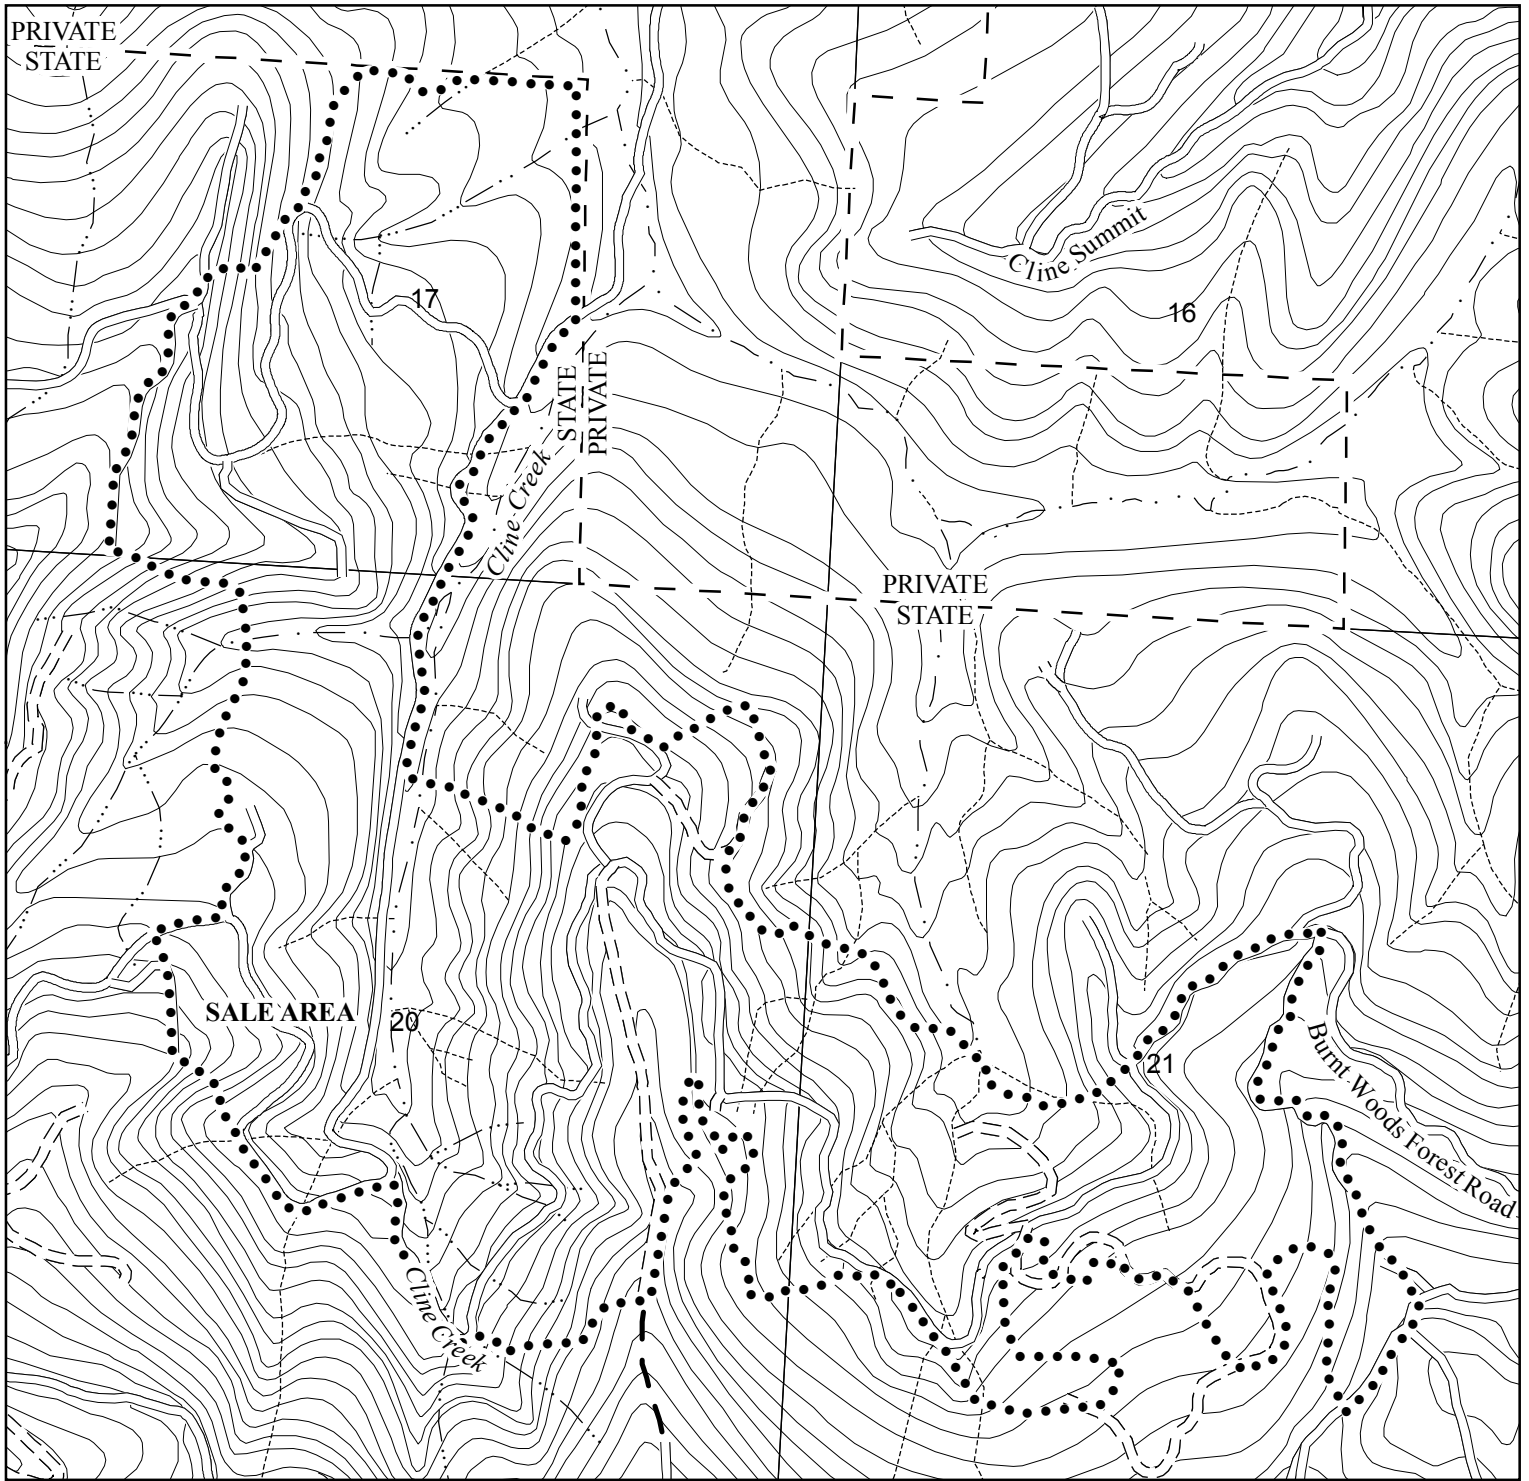 PRIVATE
STATE
Cline Summit
17
16
STATE
PRIVATE
Cline Creek
PRIVATE
STATE
SALE AREA
20
21
Burnt Woods Forest Road
Cline Creek